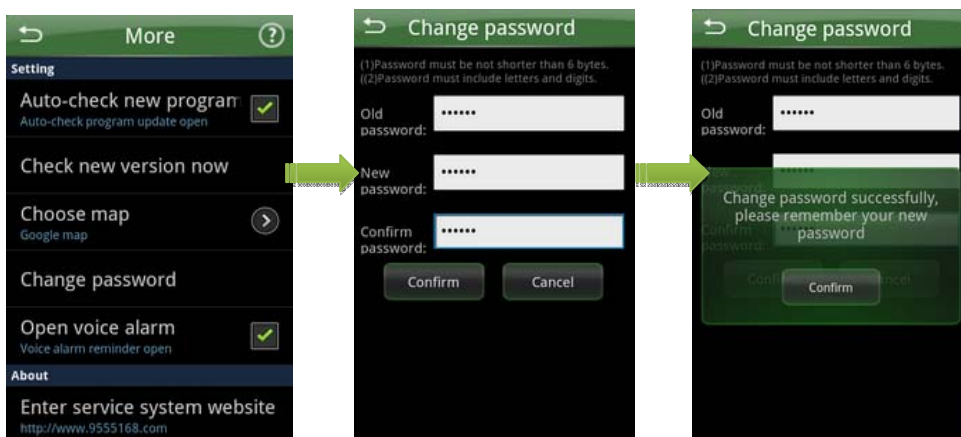 More
?
Setting
Auto-check new program
Auto-check program update open
Check new version now
Choose map
Google map
Change password
Open voice alarm
Voice alarm reminder open
About
Enter service system website
http://www.9555168.com
Change password
(1)Password must be not shorter than 6 bytes.
((2)Password must include letters and digits.
Old
password:
••••••
New
password:
••••••
Confirm
password:
••••••
Confirm Cancel
Change password
(1)Password must be not shorter than 6 bytes.
((2)Password must include letters and digits.
Old
password:
••••••
New
password:
Change password successfully,
please remember your new
password
Confirm
password:
Confirm